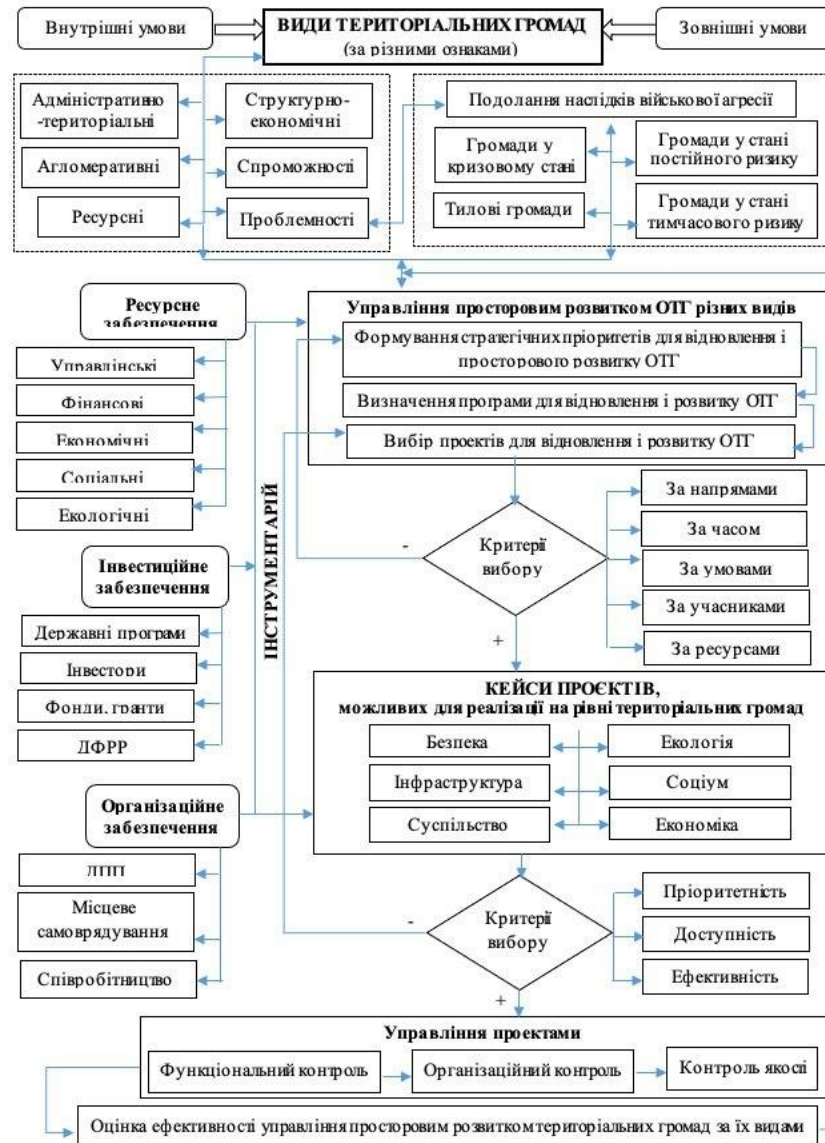 Внутрішні умови
ВИДИ ТЕРИТОРІАЛЬНИХ ГРОМАД
(за різними ознаками)
Зовнішні умови
Адміністративно
-територіальні
Структурно-
економічні
Агломеративні
Спроможності
Ресурсні
Проблемності
Подолання наслідків військової агресії
Громади у
кризовому стані
Громади у стані
постійного ризику
Тилові громади
Громади у стані
тимчасового ризику
Ресурсне
забезпечення
Управлінські
Фінансові
Економічні
Соціальні
Екологічні
Управління просторовим розвитком ОТГ різних видів
Формування стратегічних пріоритетів для відновлення і
просторового розвитку ОТГ
Визначення програми для відновлення і розвитку ОТГ
Вибір проектів для відновлення і розвитку ОТГ
ІНСТРУМЕНТАРІЙ
-
Критерії
вибору
+
За напрямами
За часом
За умовами
За учасниками
За ресурсами
Інвестиційне
забезпечення
Державні програми
Інвестори
Фонди, гранти
ДФРР
КЕЙСИ ПРОЄКТІВ,
можливих для реалізації на рівні територіальних громад
Безпека
Екологія
Інфраструктура
Соціум
Суспільство
Економіка
Організаційне
забезпечення
ДПП
Місцеве
самоврядування
Співробітництво
-
Критерії
вибору
+
Пріоритетність
Доступність
Ефективність
Управління проектами
Функціональний контроль
Організаційний контроль
Контроль якості
Оцінка ефективності управління просторовим розвитком територіальних громад за їх видами